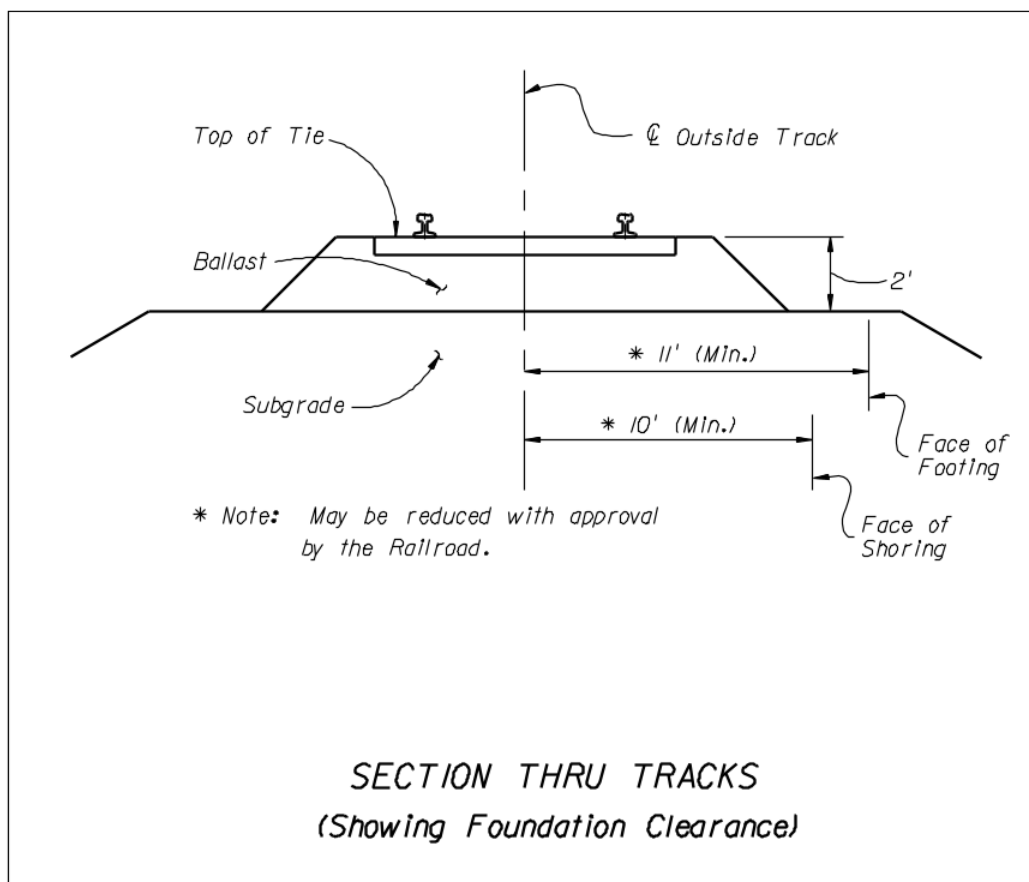 Top of Tie
℄ Outside Track
Ballast
2'
* 11' (Min.)
Subgrade
* 10' (Min.)
Face of
Footing
* Note: May be reduced with approval
by the Railroad.
Face of
Shoring
SECTION THRU TRACKS
(Showing Foundation Clearance)